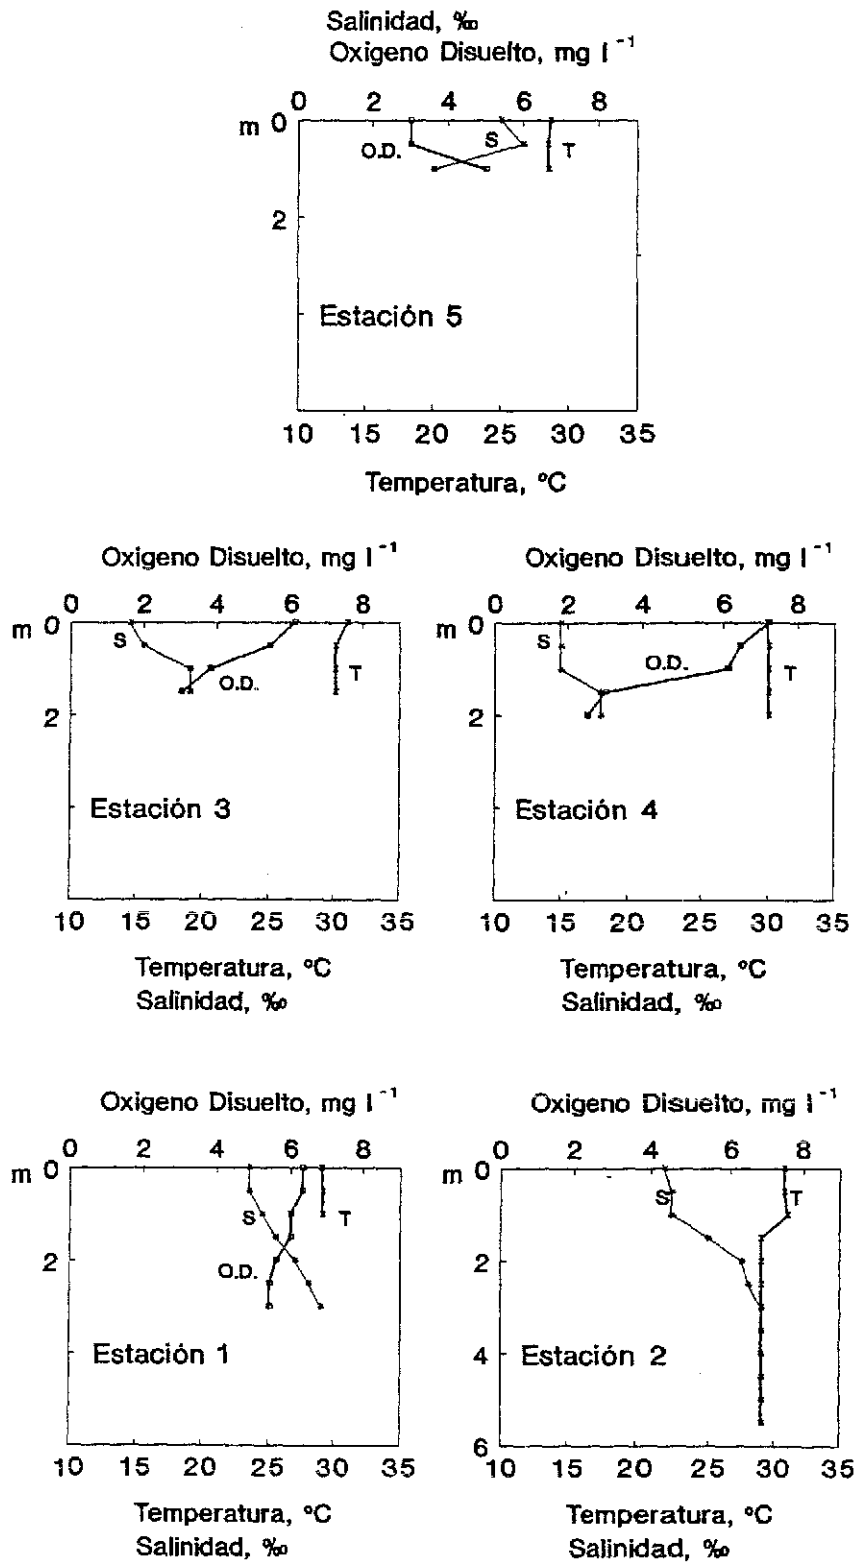 Salinidad, ‰
Oxigeno Disuelto, mg l⁻¹
0 2 4 6 8
m 0
O.D. S T
2
Estación 5
10 15 20 25 30 35
Temperatura, ºC
Oxigeno Disuelto, mg l⁻¹
0 2 4 6 8
m 0
S
O.D. T
2
Estación 3
10 15 20 25 30 35
Temperatura, ºC
Salinidad, ‰
Oxigeno Disuelto, mg l⁻¹
0 2 4 6 8
m 0
S
O.D. T
2
Estación 4
10 15 20 25 30 35
Temperatura, ºC
Salinidad, ‰
Oxigeno Disuelto, mg l⁻¹
0 2 4 6 8
m 0
S T
2
O.D.
Estación 1
10 15 20 25 30 35
Temperatura, ºC
Salinidad, ‰
Oxigeno Disuelto, mg l⁻¹
0 2 4 6 8
m 0
S T
2
4
Estación 2
6
10 15 20 25 30 35
Temperatura, ºC
Salinidad, ‰